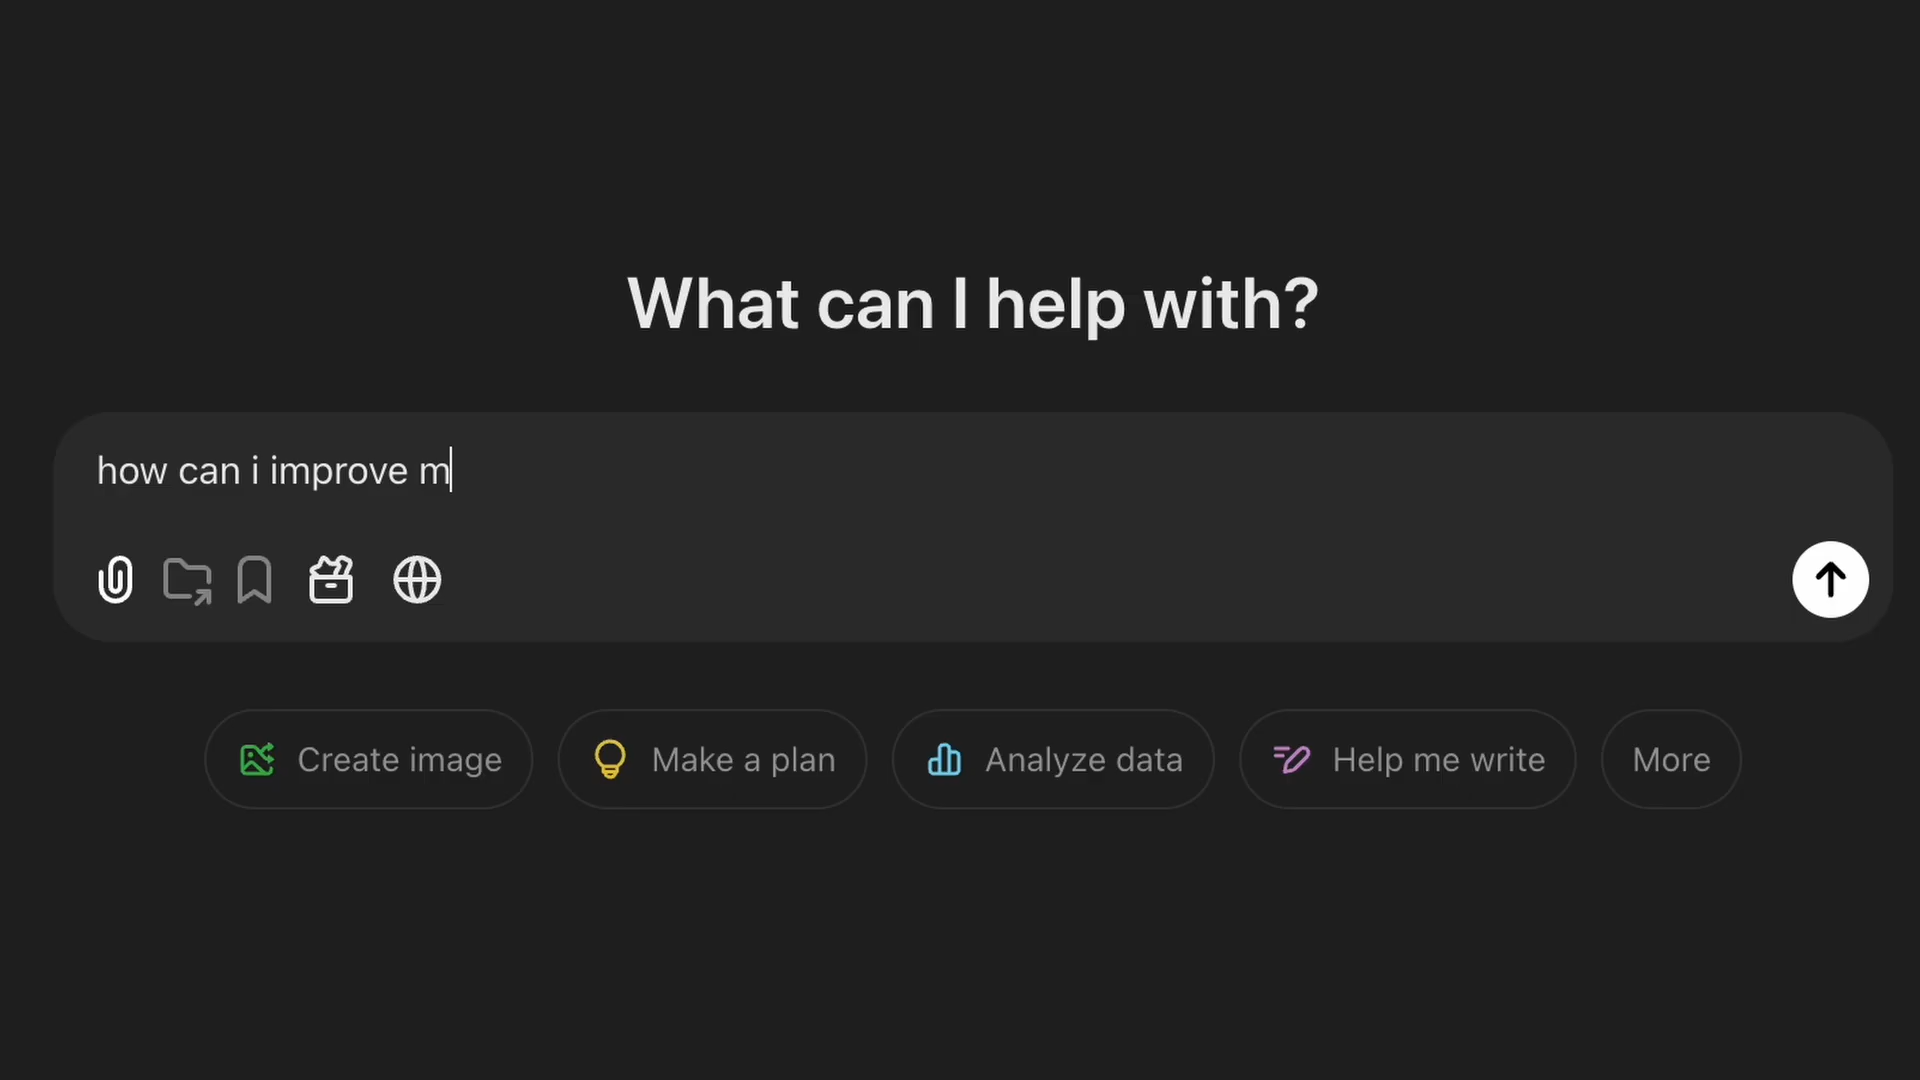 What can I help with?
how can i improve m
Create image
Make a plan
Analyze data
Help me write
More